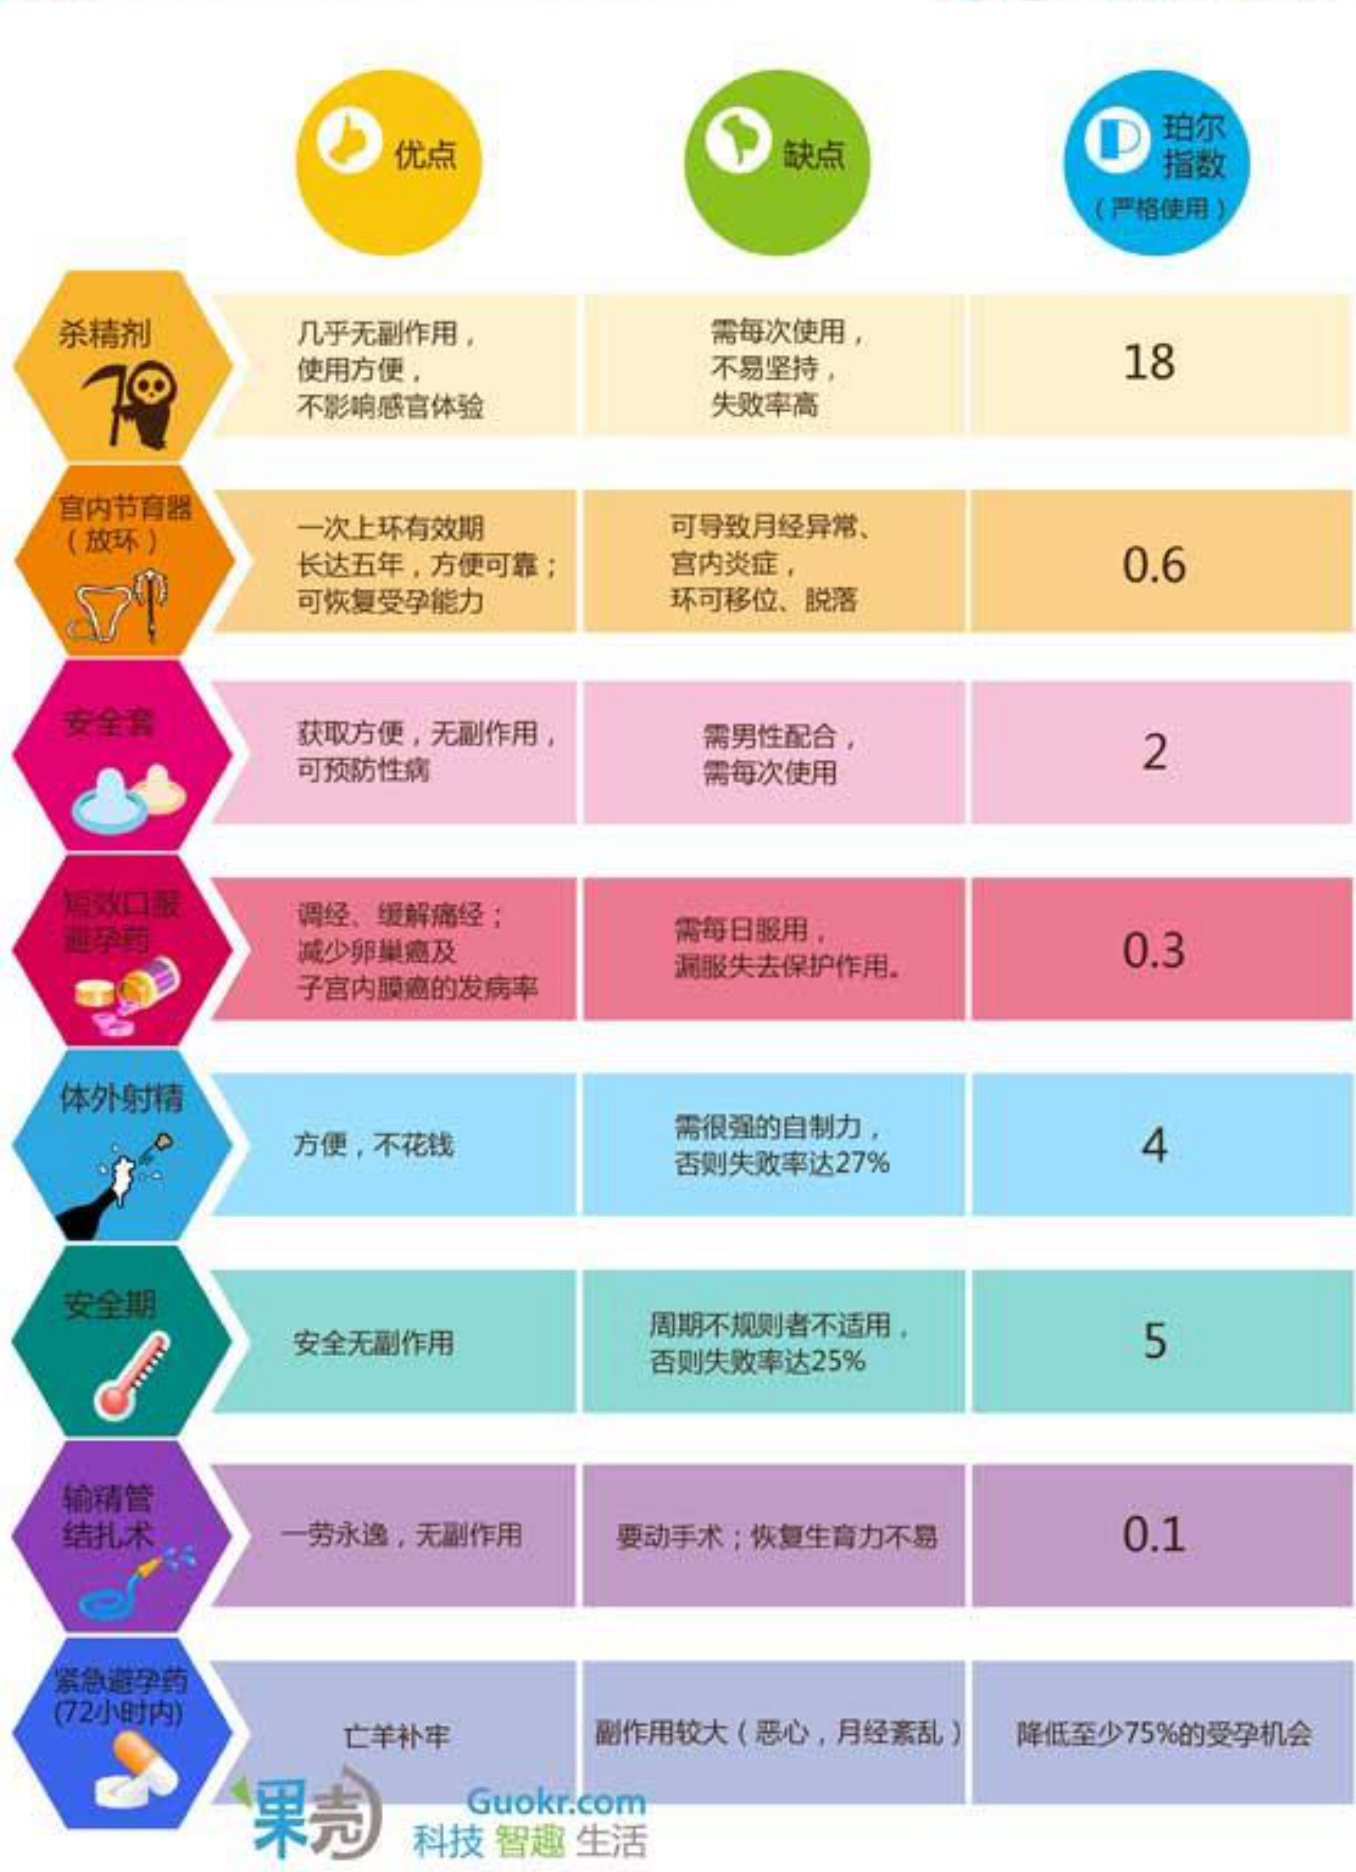 优点
缺点
珀尔
指数
（严格使用）
杀精剂
几乎无副作用，
使用方便，
不影响感官体验
需每次使用，
不易坚持，
失败率高
18
宫内节育器
（放环）
一次上环有效期
长达五年，方便可靠；
可恢复受孕能力
可导致月经异常、
宫内炎症，
环可移位、脱落
0.6
安全套
获取方便，无副作用，
可预防性病
需男性配合，
需每次使用
2
短效口服
避孕药
调经、缓解痛经；
减少卵巢癌及
子宫内膜癌的发病率
需每日服用，
漏服失去保护作用。
0.3
体外射精
方便，不花钱
需很强的自制力，
否则失败率达27%
4
安全期
安全无副作用
周期不规则者不适用，
否则失败率达25%
5
输精管
结扎术
一劳永逸，无副作用
要动手术；恢复生育力不易
0.1
紧急避孕药
(72小时内)
亡羊补牢
副作用较大（恶心，月经紊乱）
降低至少75%的受孕机会
果壳
Guokr.com
科技 智趣 生活